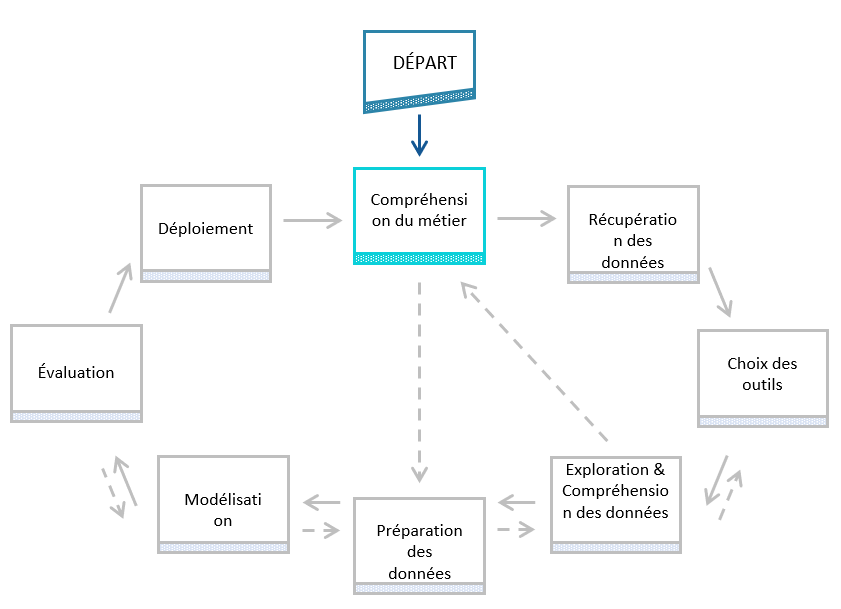 DÉPART
Compréhensi
on du métier
Déploiement
Récupératio
n des
données
Évaluation
Choix des
outils
Modélisati
on
Préparation
des
données
Exploration &
Compréhensio
n des données